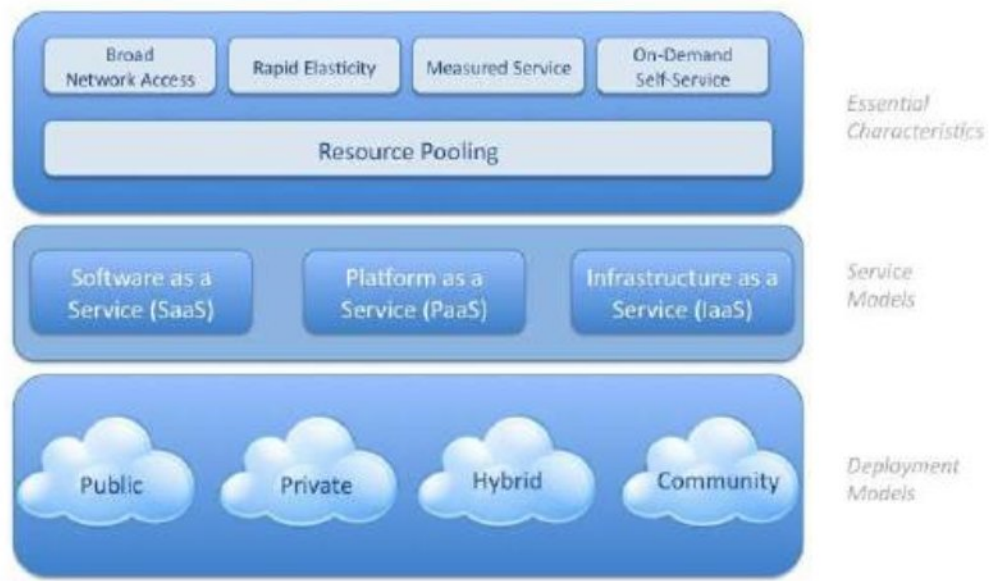 Broad
Network Access
Rapid Elasticity
Measured Service
On-Demand
Self-Service
Resource Pooling
Essential
Characteristics
Software as a
Service (SaaS)
Platform as a
Service (PaaS)
Infrastructure as a
Service (IaaS)
Service
Models
Public
Private
Hybrid
Community
Deployment
Models